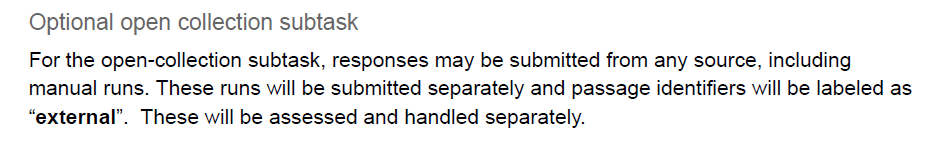 Optional open collection subtask
For the open-collection subtask, responses may be submitted from any source, including
manual runs. These runs will be submitted separately and passage identifiers will be labeled as
“external”.  These will be assessed and handled separately.